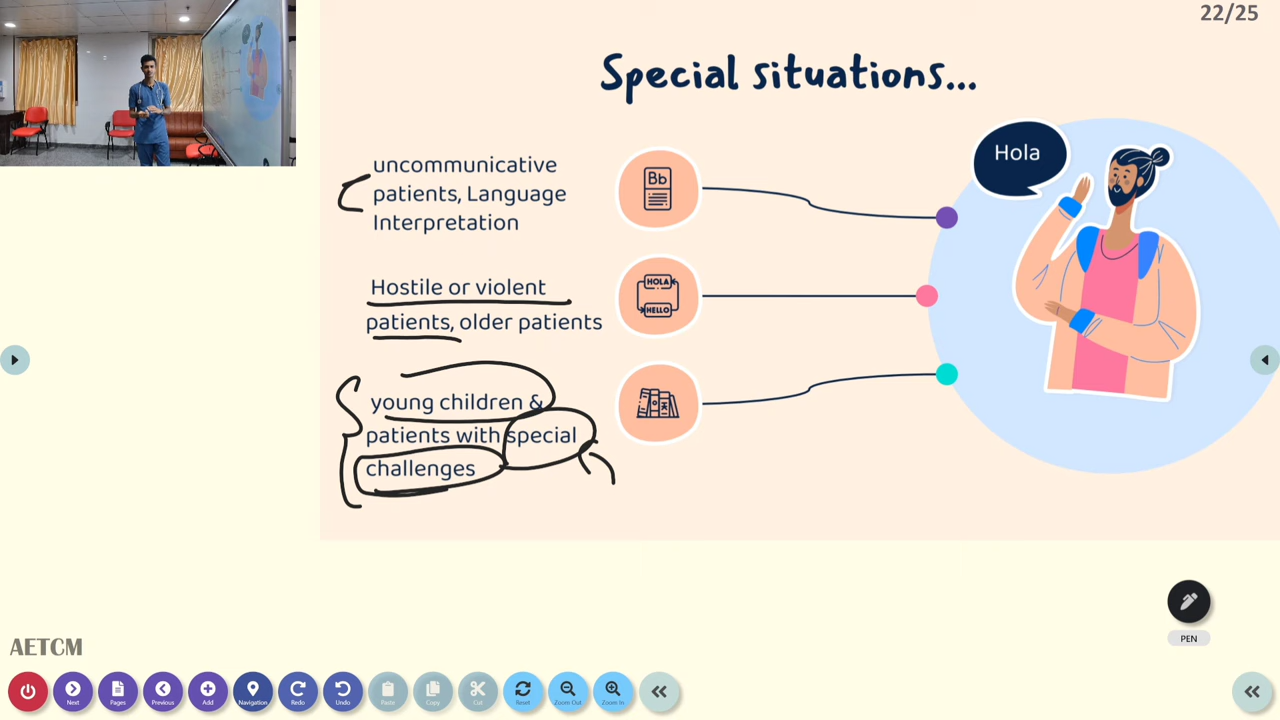 22/25
Special situations...
uncommunicative
patients, Language
Interpretation
Bb
Hostile or violent
patients, older patients
HOLA
HELLO
young children &
patients with special
challenges
Hola
PEN
AETCM
Next
Pages
Previous
Add
Navigation
Redo
Undo
Paste
Copy
Cut
Reset
Zoom Out
Zoom In